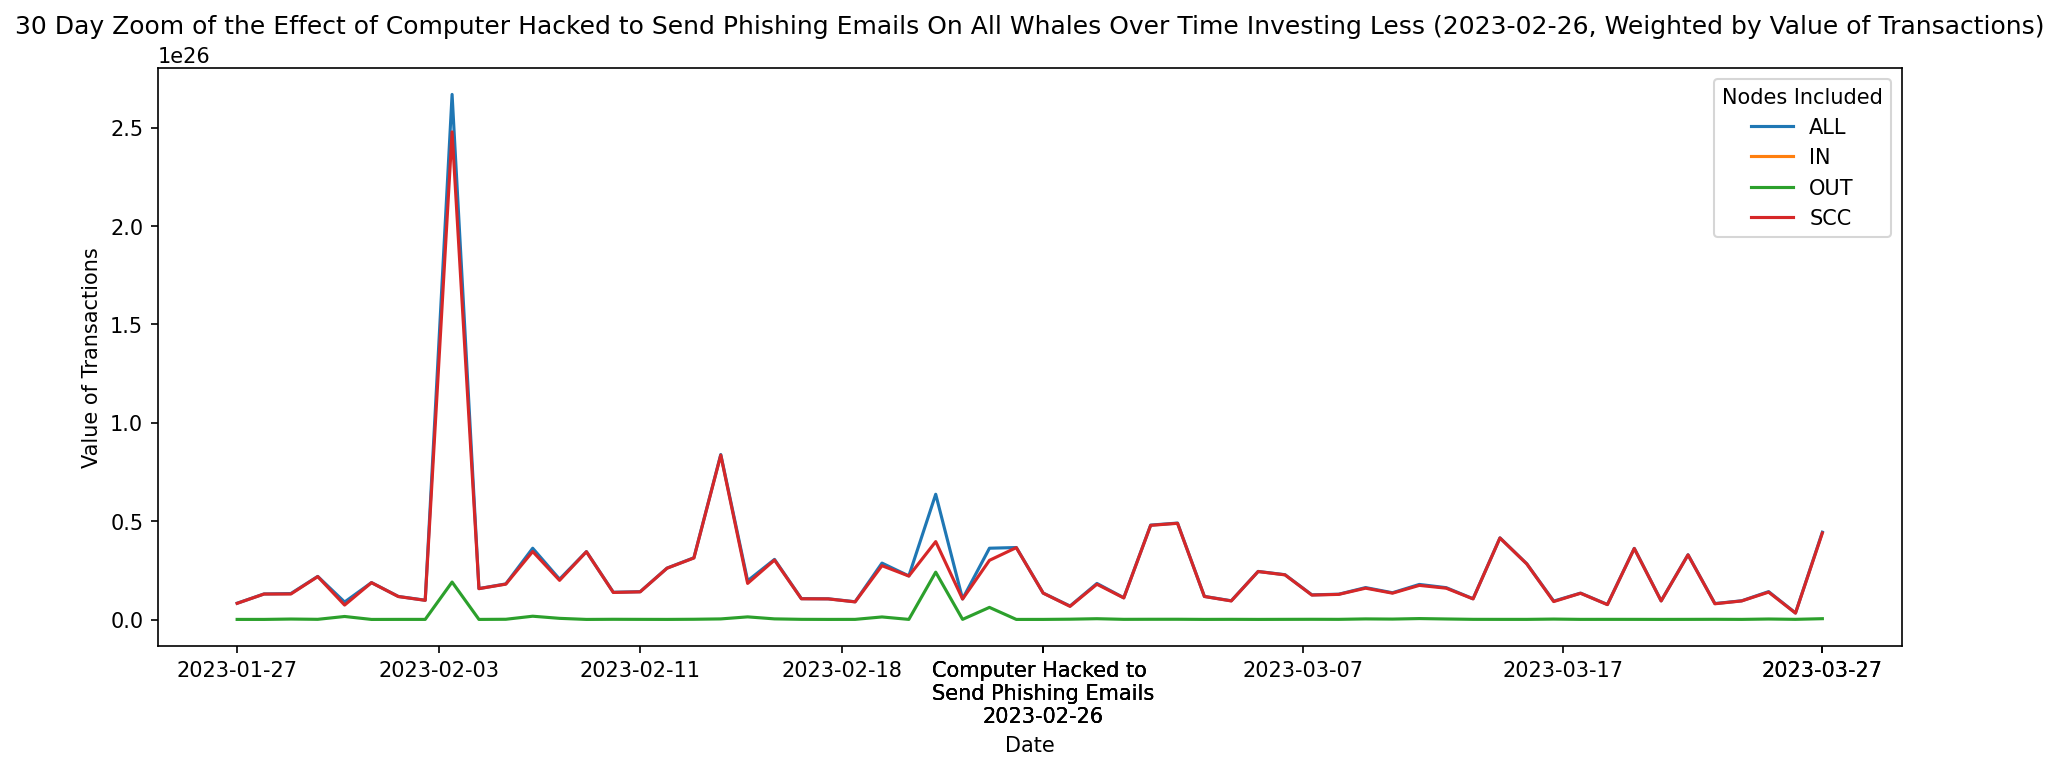 30 Day Zoom of the Effect of Computer Hacked to Send Phishing Emails On All Whales Over Time Investing Less (2023-02-26, Weighted by Value of Transactions)
1e26
Nodes Included
ALL
IN
OUT
SCC
Value of Transactions
2.5
2.0
1.5
1.0
0.5
0.0
2023-01-27
2023-02-03
2023-02-11
2023-02-18
Computer Hacked to
Send Phishing Emails
2023-02-26
2023-03-07
2023-03-17
2023-03-27
Date